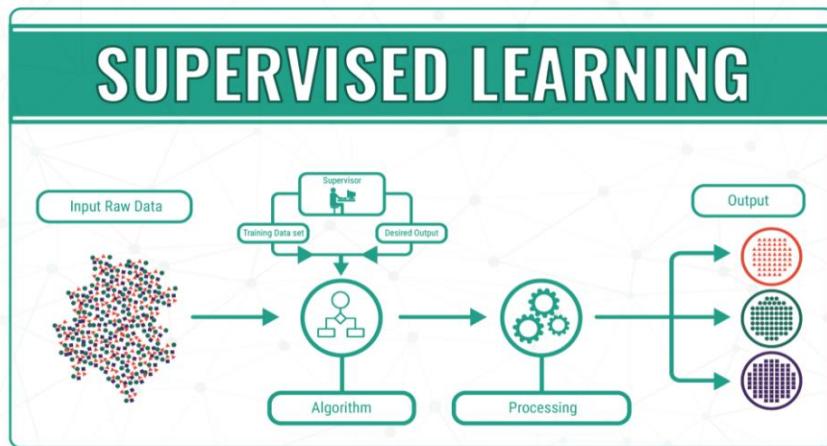 SUPERVISED LEARNING
Input Raw Data
Supervisor
Training Data set
Desired Output
Algorithm
Processing
Output